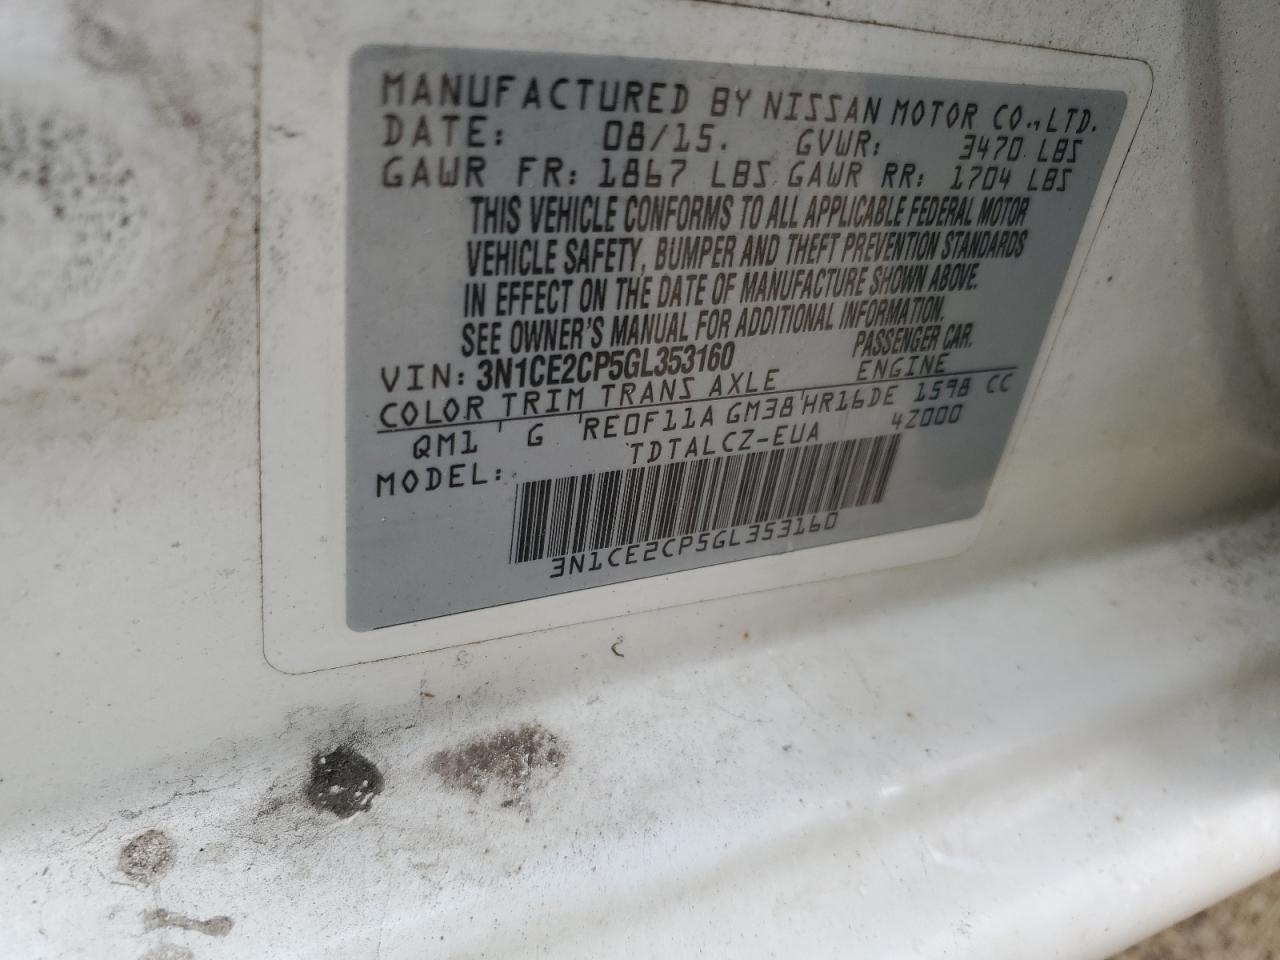 MANUFACTURED BY NISSAN MOTOR CO., LTD.
DATE: 08/15. GVWR: 3470 LBS
GAWR FR: 1867 LBS GAWR RR: 1704 LBS
THIS VEHICLE CONFORMS TO ALL APPLICABLE FEDERAL MOTOR
VEHICLE SAFETY, BUMPER AND THEFT PREVENTION STANDARDS
IN EFFECT ON THE DATE OF MANUFACTURE SHOWN ABOVE.
SEE OWNER'S MANUAL FOR ADDITIONAL INFORMATION.
VIN: 3N1CE2CP5GL353160 PASSENGER CAR.
COLOR TRIM TRANS AXLE ENGINE
QM1 G RE0F11A GM38 HR16DE 1598 CC
MODEL: TDTALCZ-EUA 42000
3N1CE2CP5GL353160